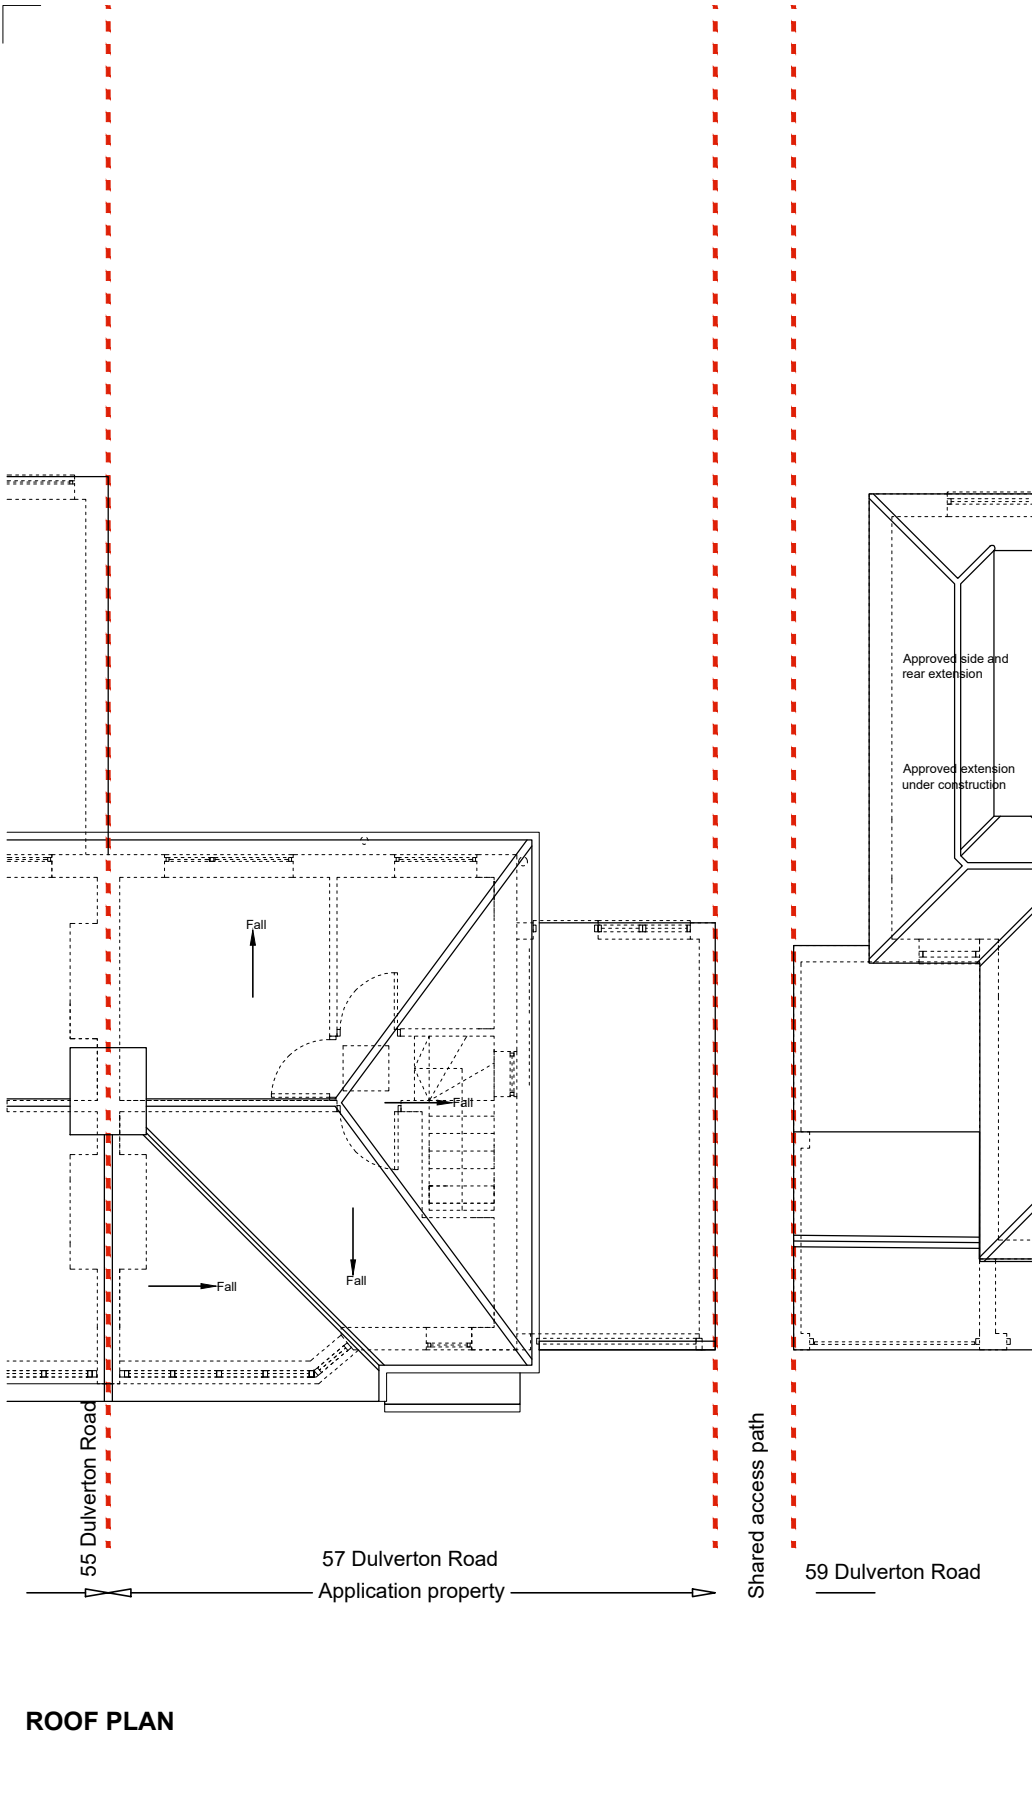 Approved side and
rear extension
Approved extension
under construction
Fall
Fall
Fall
Fall
55 Dulverton Road
57 Dulverton Road
Application property
Shared access path
59 Dulverton Road
ROOF PLAN